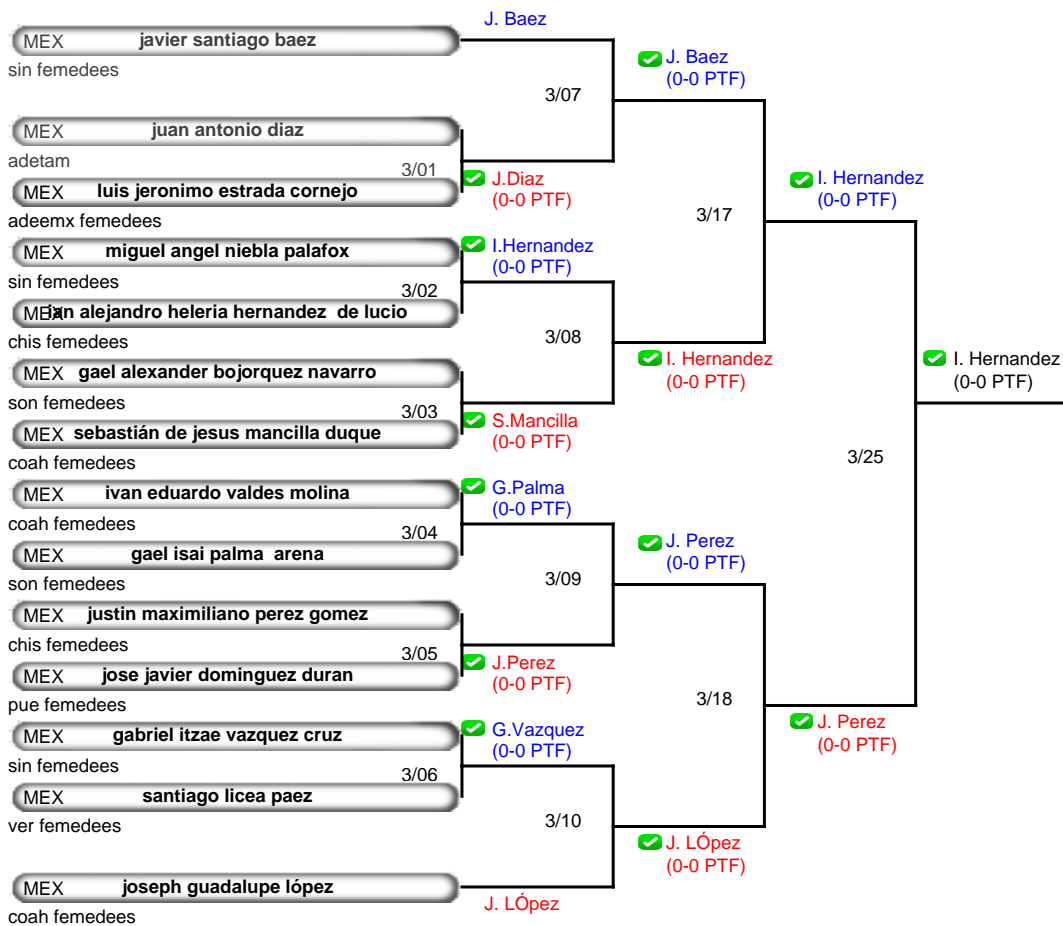 J. Baez
MEX javier santiago baez
sin femedees
J. Baez
(0-0 PTF)
3/07
MEX juan antonio diaz
adetam
3/01
J.Diaz
(0-0 PTF)
I. Hernandez
(0-0 PTF)
MEX luis jeronimo estrada cornejo
adeemx femedees
3/17
MEX miguel angel niebla palafox
I.Hernandez
(0-0 PTF)
sin femedees
3/02
MEX ian alejandro heleria hernandez de lucio
chis femedees
3/08
MEX gael alexander bojorquez navarro
I. Hernandez
(0-0 PTF)
I. Hernandez
(0-0 PTF)
son femedees
3/03
S.Mancilla
(0-0 PTF)
MEX sebastián de jesus mancilla duque
coah femedees
3/25
MEX ivan eduardo valdes molina
G.Palma
(0-0 PTF)
coah femedees
3/04
MEX gael isai palma arena
J. Perez
(0-0 PTF)
son femedees
3/09
MEX justin maximiliano perez gomez
chis femedees
3/05
J.Perez
(0-0 PTF)
MEX jose javier dominguez duran
pue femedees
3/18
MEX gabriel itzae vazquez cruz
G.Vazquez
(0-0 PTF)
J. Perez
(0-0 PTF)
sin femedees
3/06
MEX santiago licea paez
ver femedees
3/10
J. LÓpez
(0-0 PTF)
MEX joseph guadalupe lópez
J. LÓpez
coah femedees